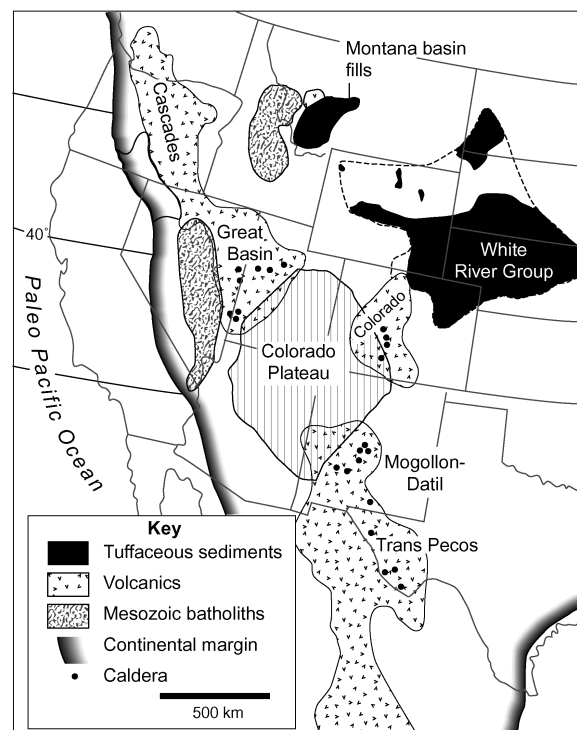 Montana basin
fills
Cascades
40°
Great
Basin
White
River Group
Colorado
Colorado
Plateau
Paleo Pacific Ocean
Mogollon-
Datil
Trans Pecos
Key
Tuffaceous sediments
Volcanics
Mesozoic batholiths
Continental margin
Caldera
500 km